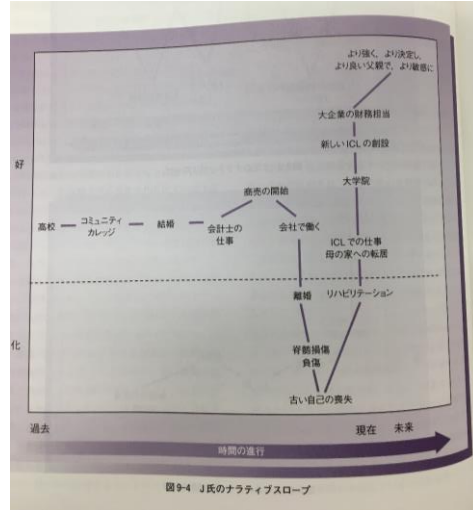 より強く，より決定し，
より良い父親で，より敏感に
大企業の財務担当
新しいICLの創設
好
大学院
商売の開始
高校
コミュニティ
カレッジ
結婚
会計士の
仕事
会社で働く
ICLでの仕事
母の家への転居
離婚
リハビリテーション
化
脊髄損傷
負傷
古い自己の喪失
過去
現在
未来
時間の進行
図9-4 J氏のナラティブスロープ